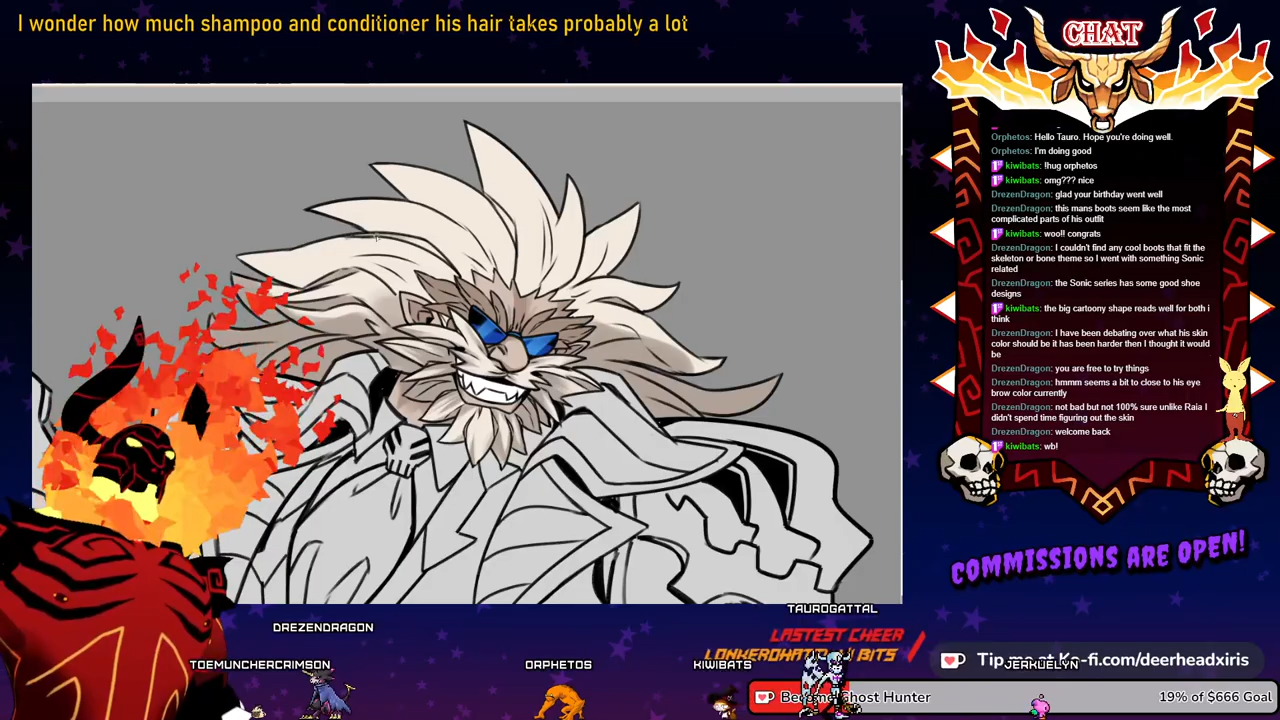 I wonder how much shampoo and conditioner his hair takes probably a lot
CHAT
Orphetos: Hello Tauro. Hope you're doing well.
Orphetos: I'm doing good
kiwibats: !hug orphetos
kiwibats: omg??? nice
DrezenDragon: glad your birthday went well
DrezenDragon: this mans boots seem like the most
complicated parts of his outfit
kiwibats: woo!! congrats
DrezenDragon: I couldn't find any cool boots that fit the
skeleton or bone theme so I went with something Sonic
related
DrezenDragon: the Sonic series has some good shoe
designs
kiwibats: the big cartoony shape reads well for both i
think
DrezenDragon: I have been debating over what his skin
color should be it has been harder then I thought it would
be
DrezenDragon: you are free to try things
DrezenDragon: hmmm seems a bit to close to his eye
brow color currently
DrezenDragon: not bad but not 100% sure unlike Raia I
didn't spend time figuring out the skin
DrezenDragon: welcome back
kiwibats: wb!
COMMISSIONS ARE OPEN!
TAUROGATTAL
DREZENDRAGON
LASTEST CHEER
BITS
TOEMUNCHERCRIMSON
ORPHETOS
KIWIBATS
JERKUELYN
Tip me at Ko-fi.com/deerheadxiris
Ghost Hunter
19% of $666 Goal